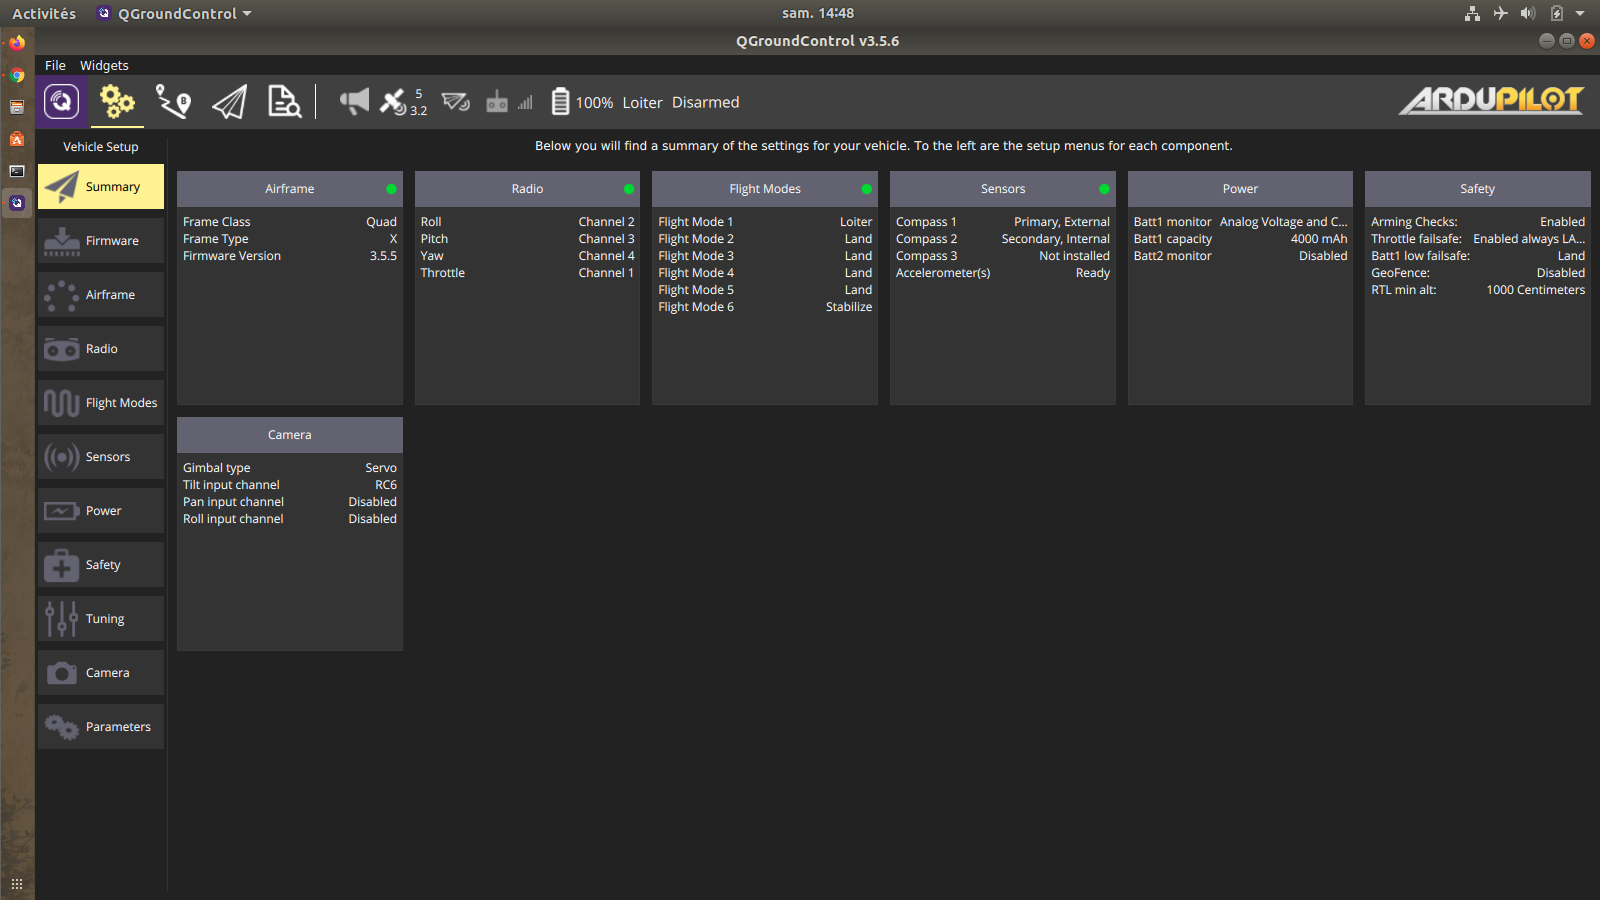 Activités QGroundControl sam. 14:48
QGroundControl v3.5.6
File Widgets
5
3.2
100% Loiter Disarmed
ARDUPILOT
Vehicle Setup
Below you will find a summary of the settings for your vehicle. To the left are the setup menus for each component.
Summary
Firmware
Airframe
Radio
Flight Modes
Sensors
Power
Safety
Tuning
Camera
Parameters
Airframe
Frame Class Quad
Frame Type X
Firmware Version 3.5.5
Radio
Roll Channel 2
Pitch Channel 3
Yaw Channel 4
Throttle Channel 1
Flight Modes
Flight Mode 1 Loiter
Flight Mode 2 Land
Flight Mode 3 Land
Flight Mode 4 Land
Flight Mode 5 Land
Flight Mode 6 Stabilize
Sensors
Compass 1 Primary, External
Compass 2 Secondary, Internal
Compass 3 Not installed
Accelerometer(s) Ready
Power
Batt1 monitor Analog Voltage and C...
Batt1 capacity 4000 mAh
Batt2 monitor Disabled
Safety
Arming Checks: Enabled
Throttle failsafe: Enabled always LA...
Batt1 low failsafe: Land
GeoFence: Disabled
RTL min alt: 1000 Centimeters
Camera
Gimbal type Servo
Tilt input channel RC6
Pan input channel Disabled
Roll input channel Disabled